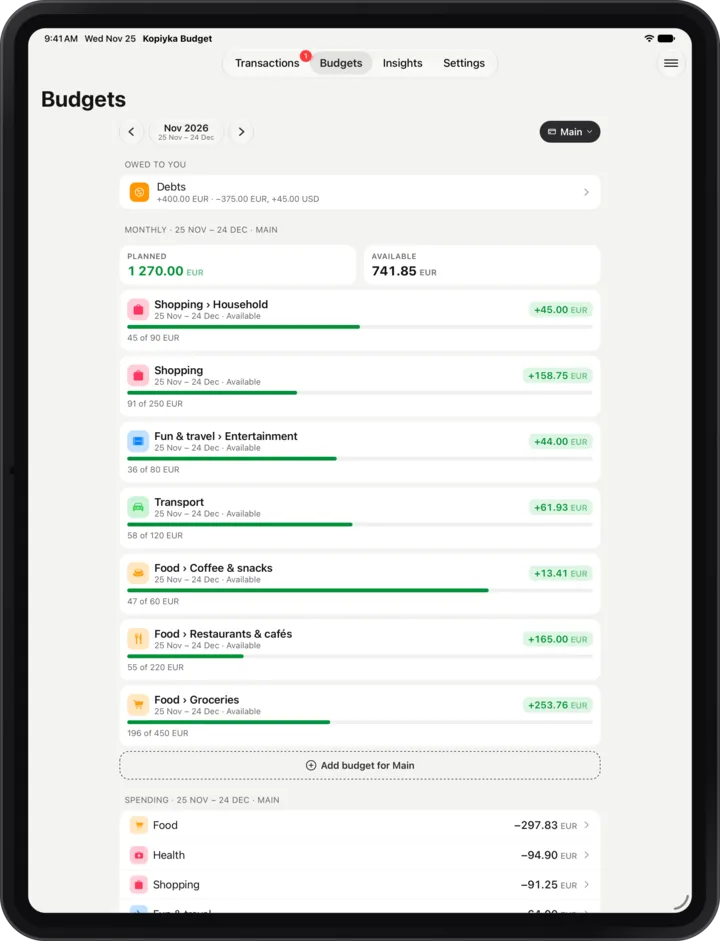 9:41 AM Wed Nov 25 Kopiyka Budget
Transactions 1 Budgets Insights Settings
Budgets
Nov 2026
25 Nov – 24 Dec
Main
OWED TO YOU
Debts
+400.00 EUR · −375.00 EUR, +45.00 USD
MONTHLY · 25 NOV – 24 DEC · MAIN
PLANNED
1 270.00 EUR
AVAILABLE
741.85 EUR
Shopping › Household
25 Nov – 24 Dec · Available
+45.00 EUR
45 of 90 EUR
Shopping
25 Nov – 24 Dec · Available
+158.75 EUR
91 of 250 EUR
Fun & travel › Entertainment
25 Nov – 24 Dec · Available
+44.00 EUR
36 of 80 EUR
Transport
25 Nov – 24 Dec · Available
+61.93 EUR
58 of 120 EUR
Food › Coffee & snacks
25 Nov – 24 Dec · Available
+13.41 EUR
47 of 60 EUR
Food › Restaurants & cafés
25 Nov – 24 Dec · Available
+165.00 EUR
55 of 220 EUR
Food › Groceries
25 Nov – 24 Dec · Available
+253.76 EUR
196 of 450 EUR
Add budget for Main
SPENDING · 25 NOV – 24 DEC · MAIN
Food −297.83 EUR
Health −94.90 EUR
Shopping −91.25 EUR